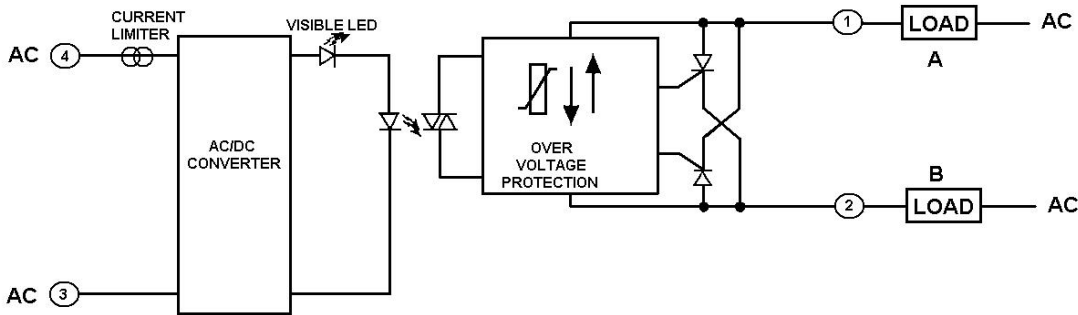 CURRENT
LIMITER
VISIBLE LED
AC 4
AC/DC
CONVERTER
AC 3
OVER
VOLTAGE
PROTECTION
1 LOAD AC
A
B
2 LOAD AC